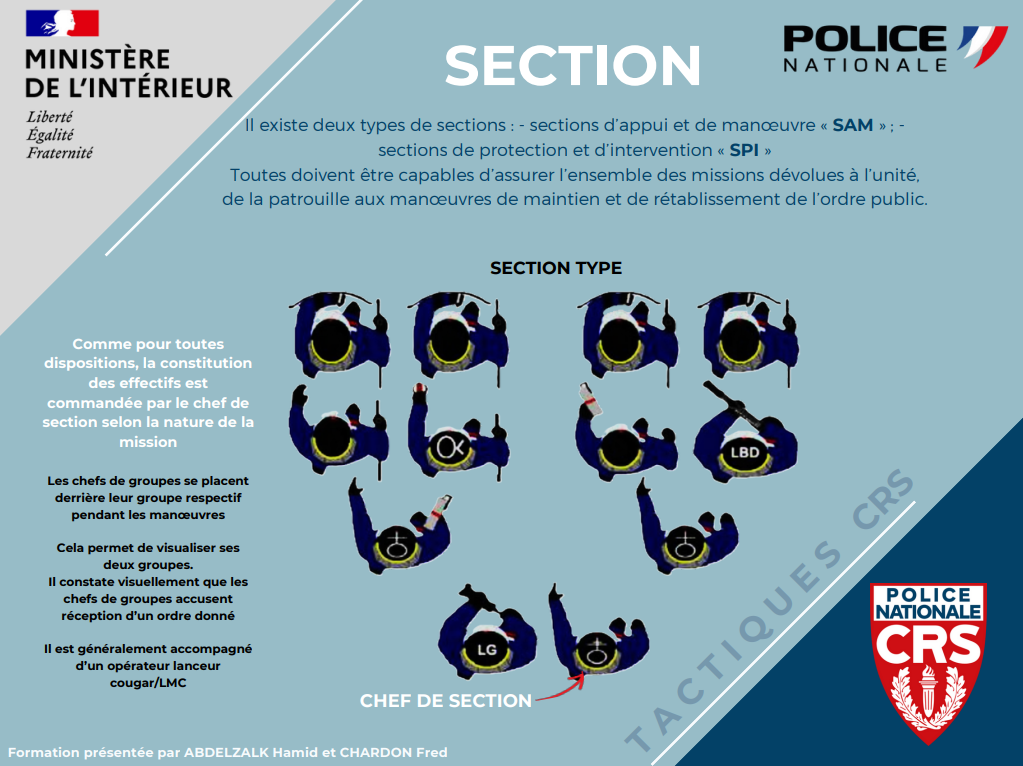 MINISTÈRE
DE L'INTÉRIEUR
Liberté
Égalité
Fraternité
SECTION
POLICE
NATIONALE
Il existe deux types de sections : - sections d'appui et de manœuvre « SAM » ; -
sections de protection et d'intervention « SPI »
Toutes doivent être capables d'assurer l'ensemble des missions dévolues à l'unité,
de la patrouille aux manœuvres de maintien et de rétablissement de l'ordre public.
SECTION TYPE
Comme pour toutes
dispositions, la constitution
des effectifs est
commandée par le chef de
section selon la nature de la
mission
Les chefs de groupes se placent
derrière leur groupe respectif
pendant les manœuvres
Cela permet de visualiser ses
deux groupes.
Il constate visuellement que les
chefs de groupes accusent
réception d'un ordre donné
Il est généralement accompagné
d'un opérateur lanceur
cougar/LMC
LBD
LG
CHEF DE SECTION
TACTIQUES CRS
POLICE
NATIONALE
CRS
Formation présentée par ABDELZALK Hamid et CHARDON Fred